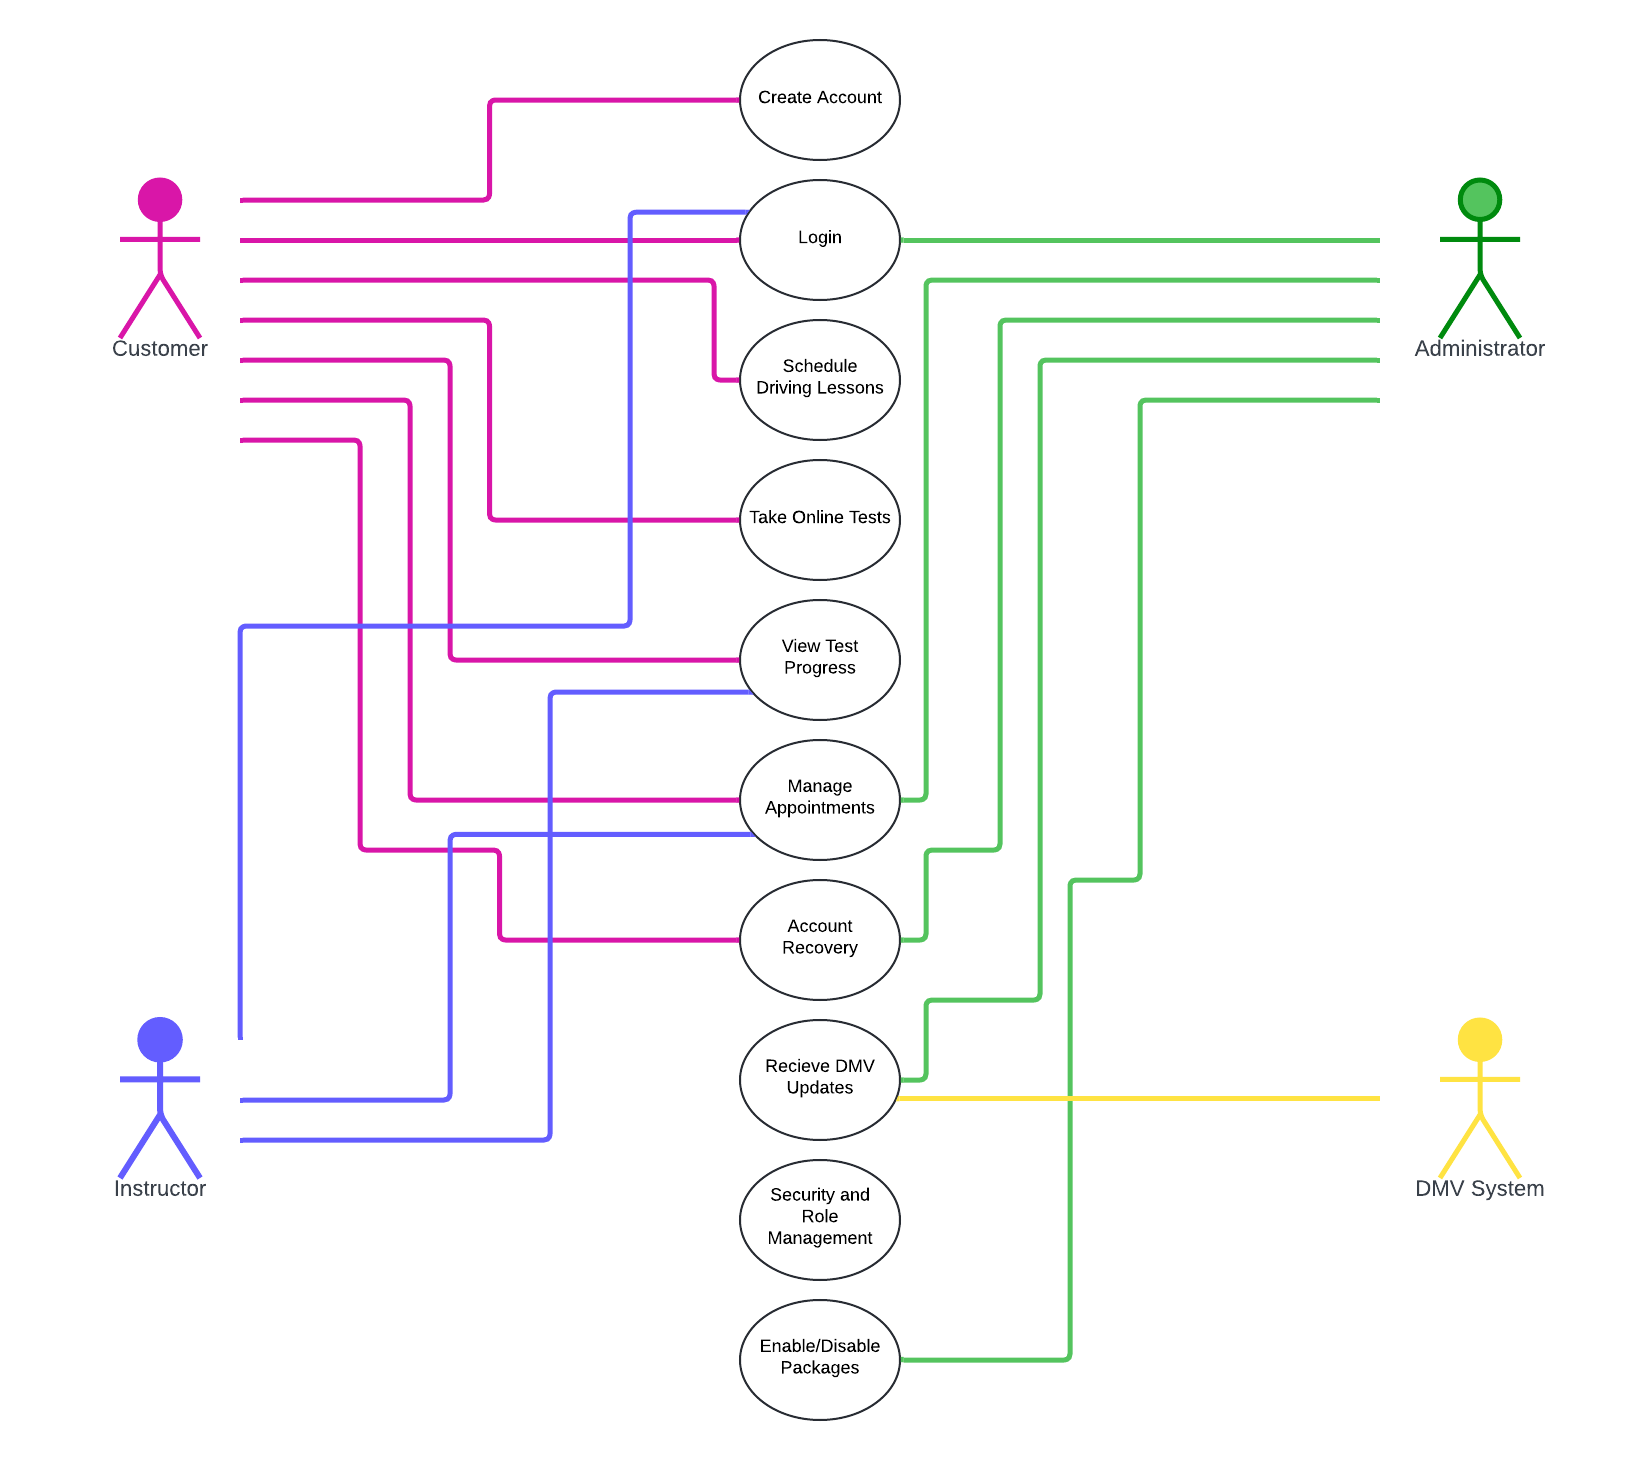 Create Account
Login
Customer
Administrator
Schedule
Driving Lessons
Take Online Tests
View Test
Progress
Manage
Appointments
Account
Recovery
Recieve DMV
Updates
Instructor
DMV System
Security and
Role
Management
Enable/Disable
Packages